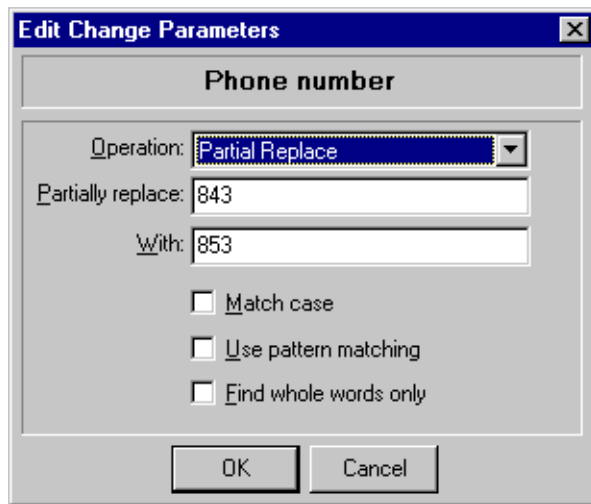 Edit Change Parameters
Phone number
Operation: Partial Replace
Partially replace: 843
With: 853
Match case
Use pattern matching
Find whole words only
OK Cancel